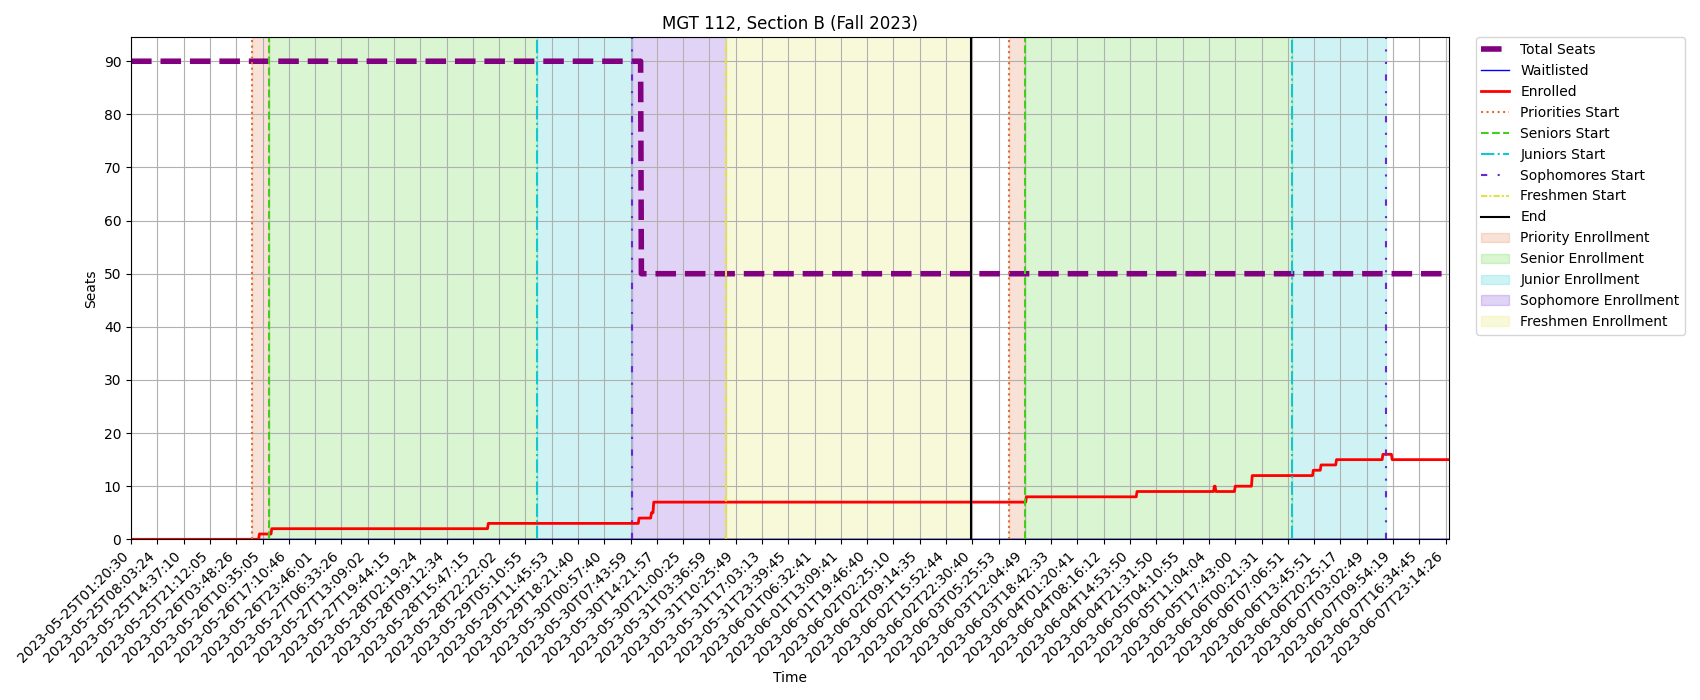 MGT 112, Section B (Fall 2023)
Seats
90
80
70
60
50
40
30
20
10
0
2023-05-25T01:20:30
2023-05-25T08:03:24
2023-05-25T14:37:10
2023-05-25T21:12:05
2023-05-26T03:48:26
2023-05-26T10:35:05
2023-05-26T17:10:46
2023-05-26T23:46:01
2023-05-27T06:33:26
2023-05-27T13:09:02
2023-05-27T19:44:15
2023-05-28T02:19:24
2023-05-28T09:12:34
2023-05-28T15:47:15
2023-05-28T22:22:02
2023-05-29T05:10:55
2023-05-29T11:45:53
2023-05-29T18:21:40
2023-05-30T00:57:40
2023-05-30T07:43:59
2023-05-30T14:21:57
2023-05-30T21:00:25
2023-05-31T03:36:59
2023-05-31T10:25:49
2023-05-31T17:03:13
2023-05-31T23:39:45
2023-06-01T06:32:41
2023-06-01T13:09:41
2023-06-01T19:46:40
2023-06-02T02:25:10
2023-06-02T09:14:35
2023-06-02T15:52:44
2023-06-02T22:30:40
2023-06-03T05:25:53
2023-06-03T12:04:49
2023-06-03T18:42:33
2023-06-04T01:20:41
2023-06-04T08:16:12
2023-06-04T14:53:50
2023-06-04T21:31:50
2023-06-05T04:10:55
2023-06-05T11:04:04
2023-06-05T17:43:00
2023-06-06T00:21:31
2023-06-06T07:06:51
2023-06-06T13:45:51
2023-06-06T20:25:17
2023-06-07T03:02:49
2023-06-07T09:54:19
2023-06-07T16:34:45
2023-06-07T23:14:26
Time
Total Seats
Waitlisted
Enrolled
Priorities Start
Seniors Start
Juniors Start
Sophomores Start
Freshmen Start
End
Priority Enrollment
Senior Enrollment
Junior Enrollment
Sophomore Enrollment
Freshmen Enrollment